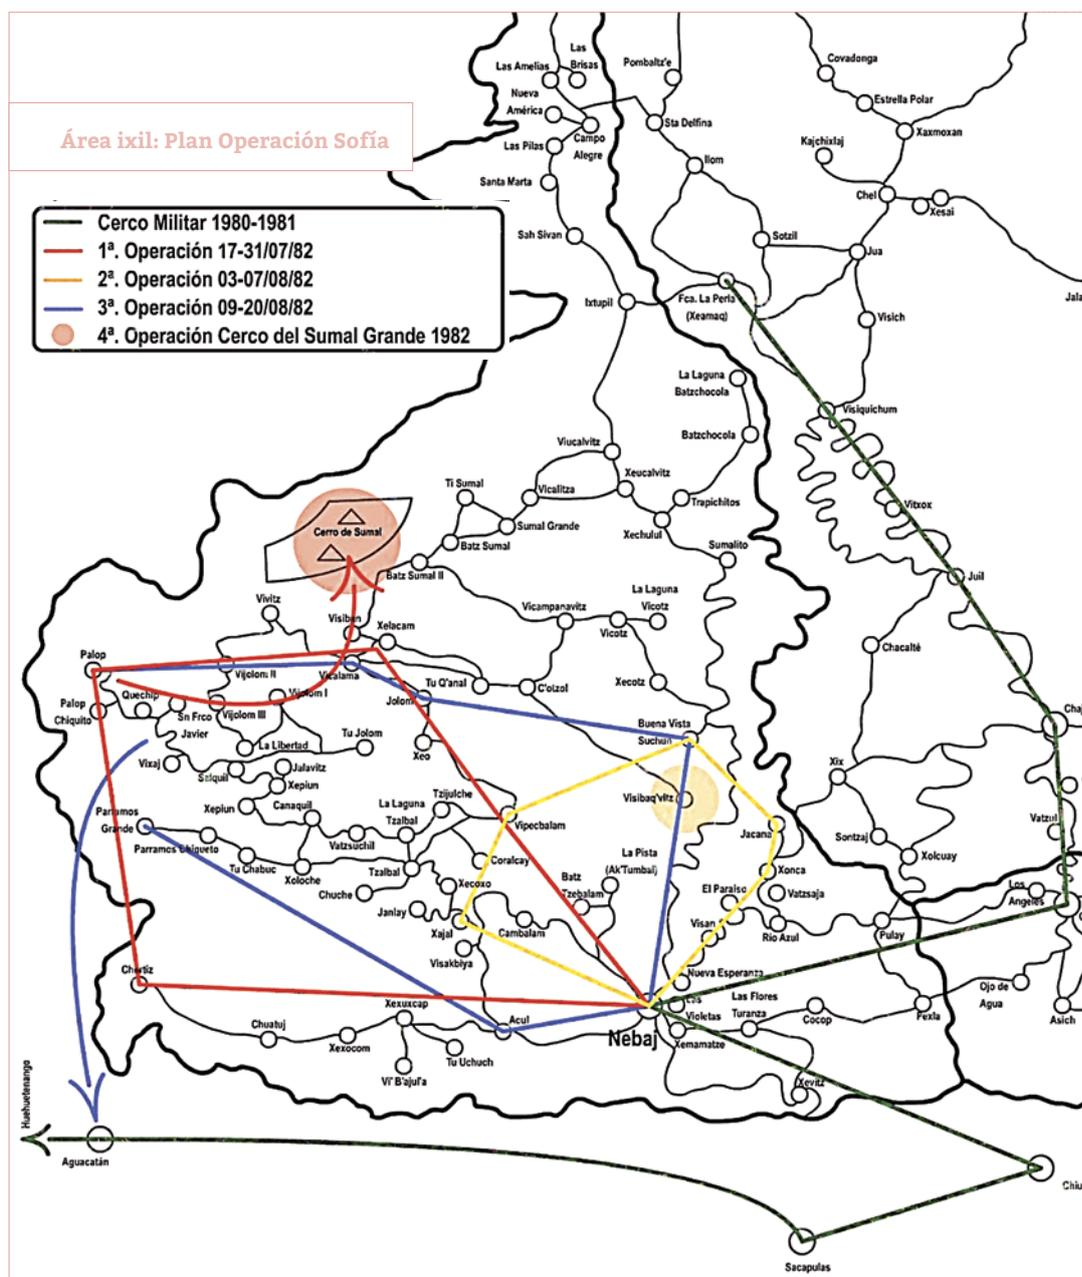 Área ixil: Plan Operación Sofía
Cerco Militar 1980-1981
1ª. Operación 17-31/07/82
2ª. Operación 03-07/08/82
3ª. Operación 09-20/08/82
4ª. Operación Cerco del Sumal Grande 1982
Las
Brisas
Las Amelias
Pombaltz'e
Covadonga
Nueva
América
Estrella Polar
Sta Delfina
Xaxmoxan
Campo
Alegre
Las Pilas
Kajchixlaj
Ilom
Santa Marta
Chel
Xesai
Sah Sivan
Sotzil
Jua
Ixtupil
Fca. La Perla
(Xeamaq)
Visich
La Laguna
Batzchocola
Visiquichum
Batzchocola
Viucalvitz
Xeucalvitz
Ti Sumal
Vicalitza
Trapichitos
Vitxox
Cerro de Sumal
Sumal Grande
Xechulul
Batz Sumal
Sumalito
Batz Sumal II
Juil
La Laguna
Vicotz
Vivitz
Vicampanavitz
Vicotz
Xelacam
Chacalté
Palop
Vijolom II
Vicalama
Tu Q'anal
C'olzol
Xecotz
Quechip
Vijolom I
Jolom
Palop
Chiquito
Sn Frco
Javier
Vijolom III
Buena Vista
Suchun
Tu Jolom
La Libertad
Xeo
Vixaj
Salquil
Jalavitz
Xix
Xepiun
Visibaq'vitz
Xepiun
Canaquil
La Laguna
Tzalbal
Tzijulche
Parramos
Grande
Vipecbalam
Jacana
Sontzaj
Vatzul
Parramos Chiqueto
Vatzsuchil
La Pista
(Ak'Tumbal)
Xolcuay
Tu Chabuc
Xoloche
Tzalbal
Coralcay
Xonca
Batz
Tzebalam
Chuche
Xecoxo
El Paraiso
Vatzsaja
Los
Angeles
Janlay
Xajal
Cambalam
Visan
Rio Azul
Pulay
Visakbiya
Chortiz
Nueva Esperanza
Ojo de
Agua
Las
Violetas
Las Flores
Xexuxcap
Acul
Turanza
Cocop
Pexla
Asich
Chuatuj
Xexocom
Nebaj
Xemamatze
Tu Uchuch
Vi' B'ajul'a
Xevitz
Huehuetenango
Aguacatán
Sacapulas